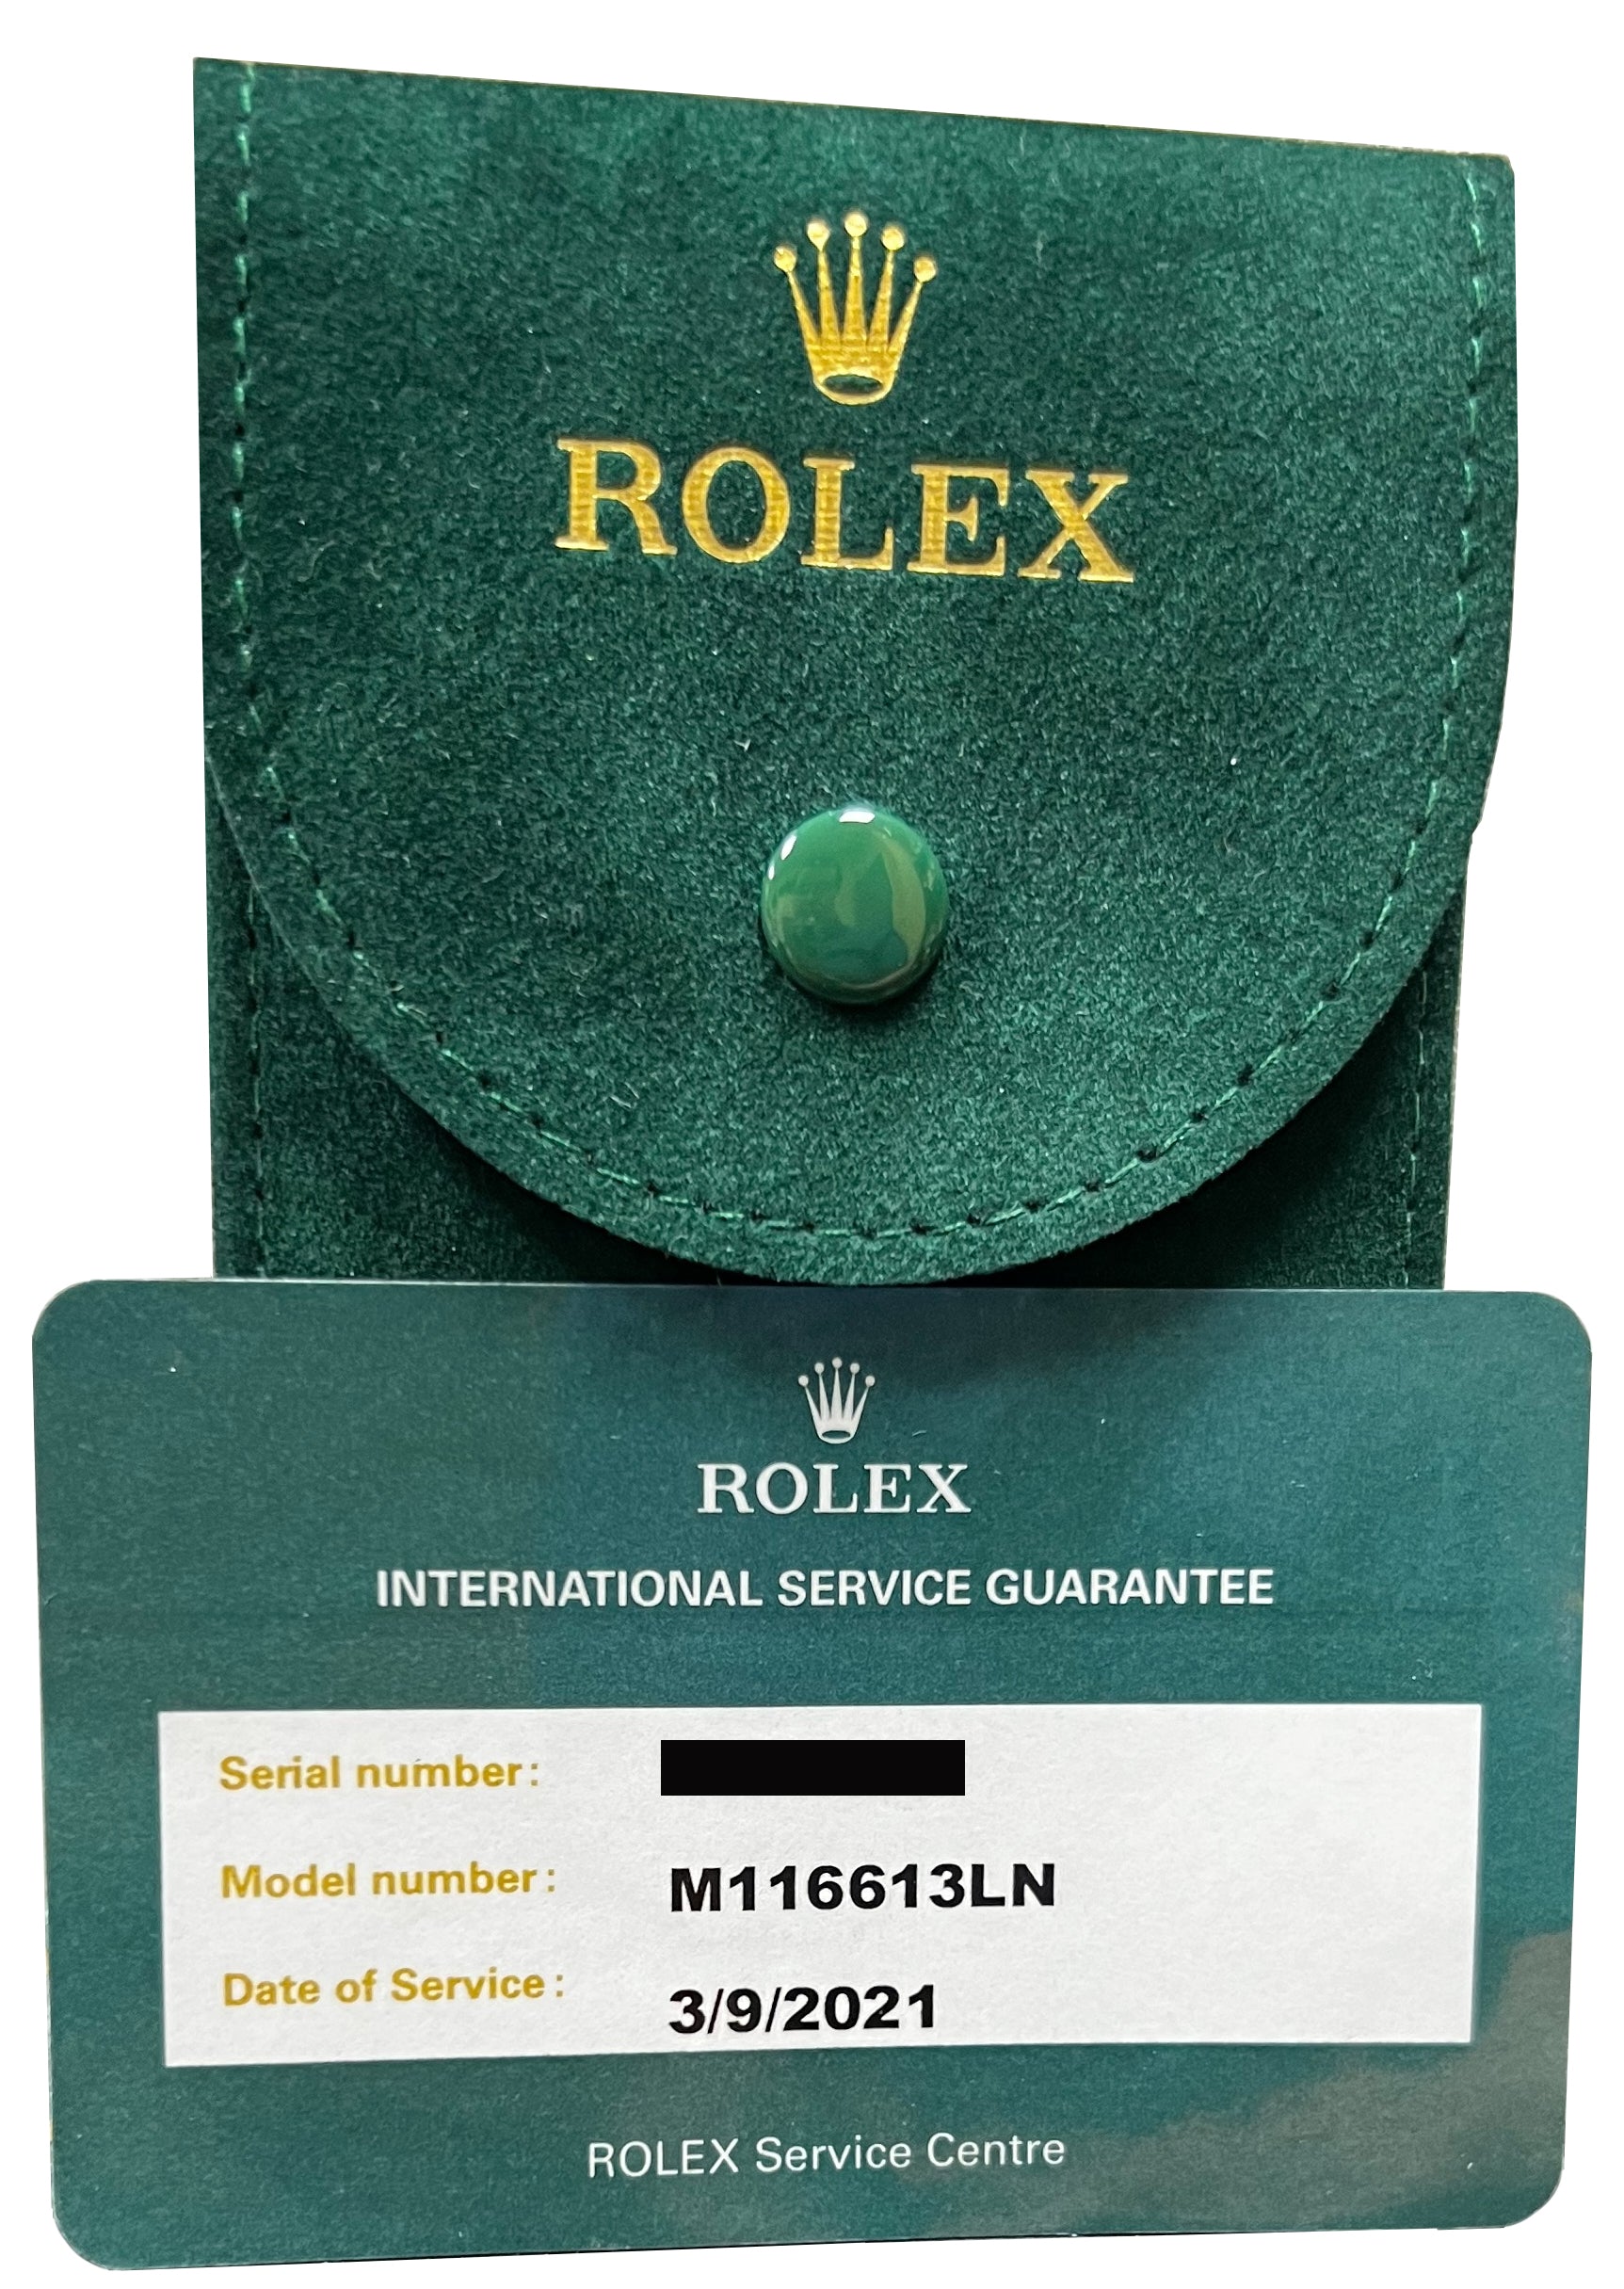 ROLEX
ROLEX
INTERNATIONAL SERVICE GUARANTEE
Serial number:
Model number: M116613LN
Date of Service: 3/9/2021
ROLEX Service Centre